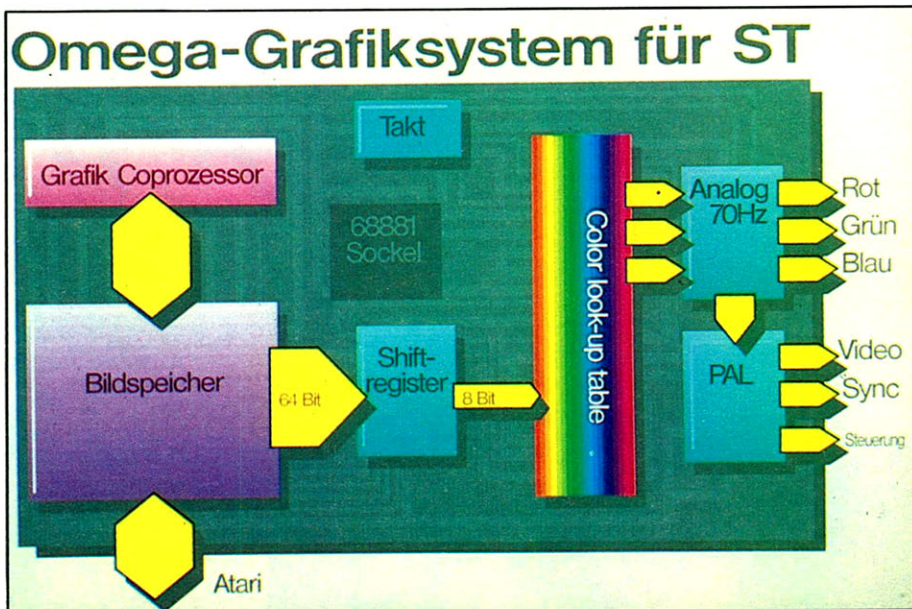 Omega-Grafiksystem für ST
Takt
Grafik Coprozessor
68881
Sockel
Analog
70Hz
Rot
Grün
Blau
Color look-up table
Bildspeicher
64 Bit
Shift-
register
8 Bit
PAL
Video
Sync
Steuerung
Atari